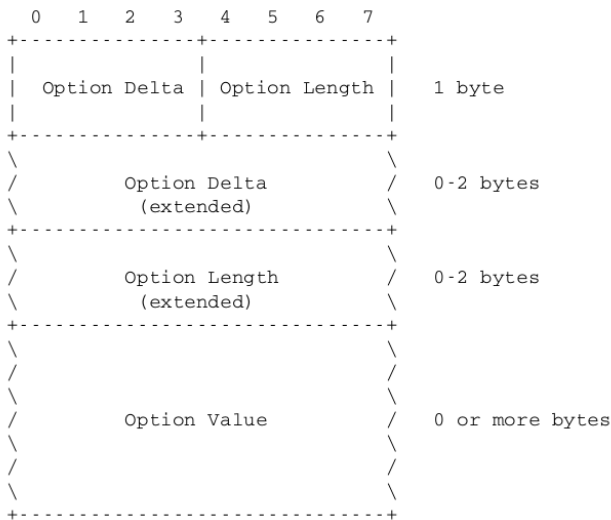 0 1 2 3 4 5 6 7
+---------------+---------------+
|               |               |
|  Option Delta | Option Length |   1 byte
|               |               |
+---------------+---------------+
\                               \
/         Option Delta          /   0-2 bytes
\          (extended)           \
+-------------------------------+
\                               \
/         Option Length         /   0-2 bytes
\          (extended)           \
+-------------------------------+
\                               \
/                               /
\                               \
/         Option Value          /   0 or more bytes
\                               \
/                               /
\                               \
+-------------------------------+